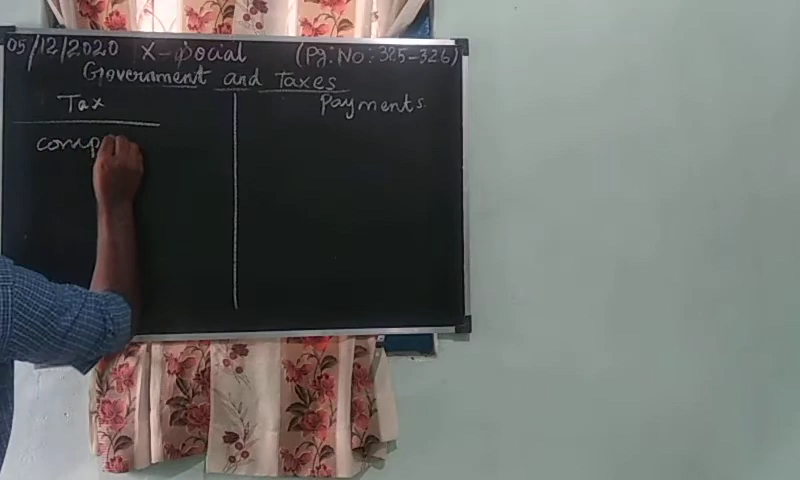 05/12/2020 X-Social (Pg:No:325-326)
Government and Taxes
Tax
Payments.
comp